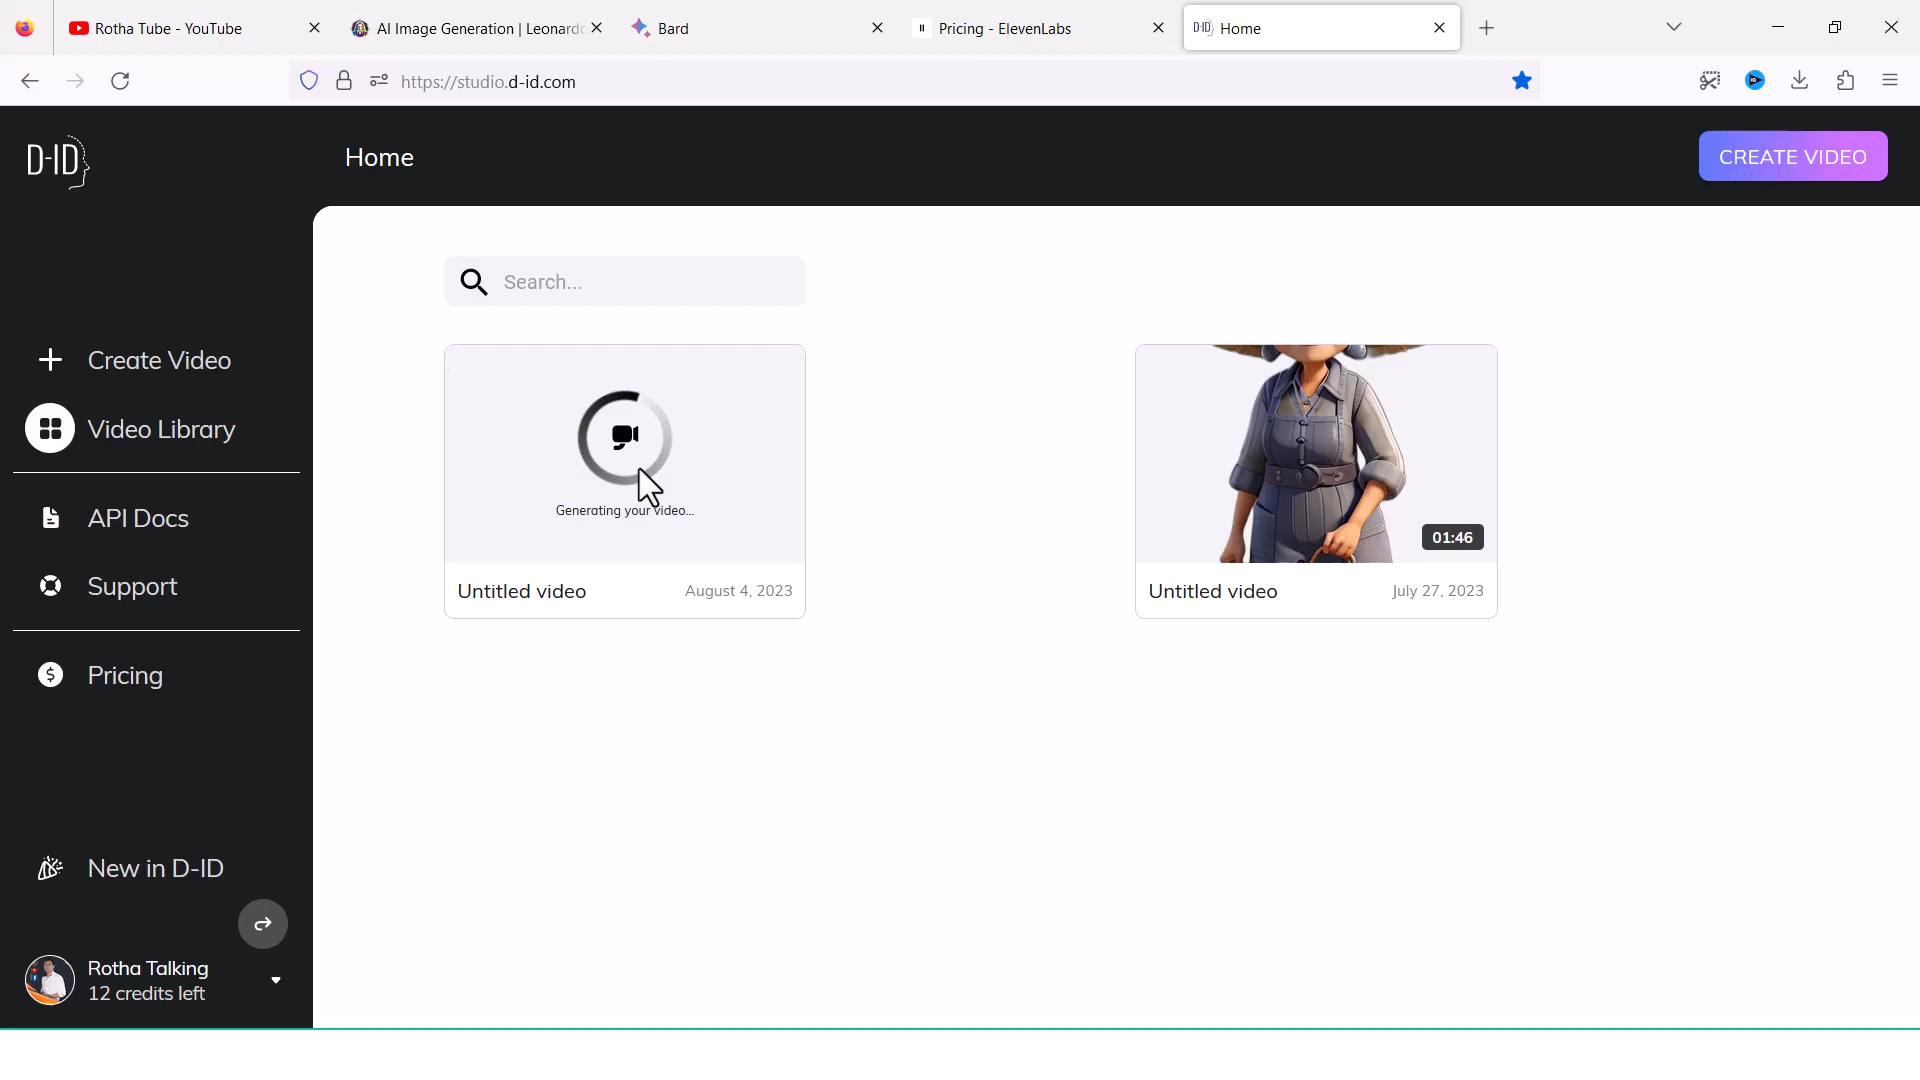 Rotha Tube - YouTube
AI Image Generation | Leonardo
Bard
Pricing - ElevenLabs
D-ID Home
https://studio.d-id.com
D-ID
Home
CREATE VIDEO
Search...
Create Video
Video Library
API Docs
Support
Pricing
New in D-ID
Rotha Talking
12 credits left
Generating your video...
Untitled video
August 4, 2023
01:46
Untitled video
July 27, 2023